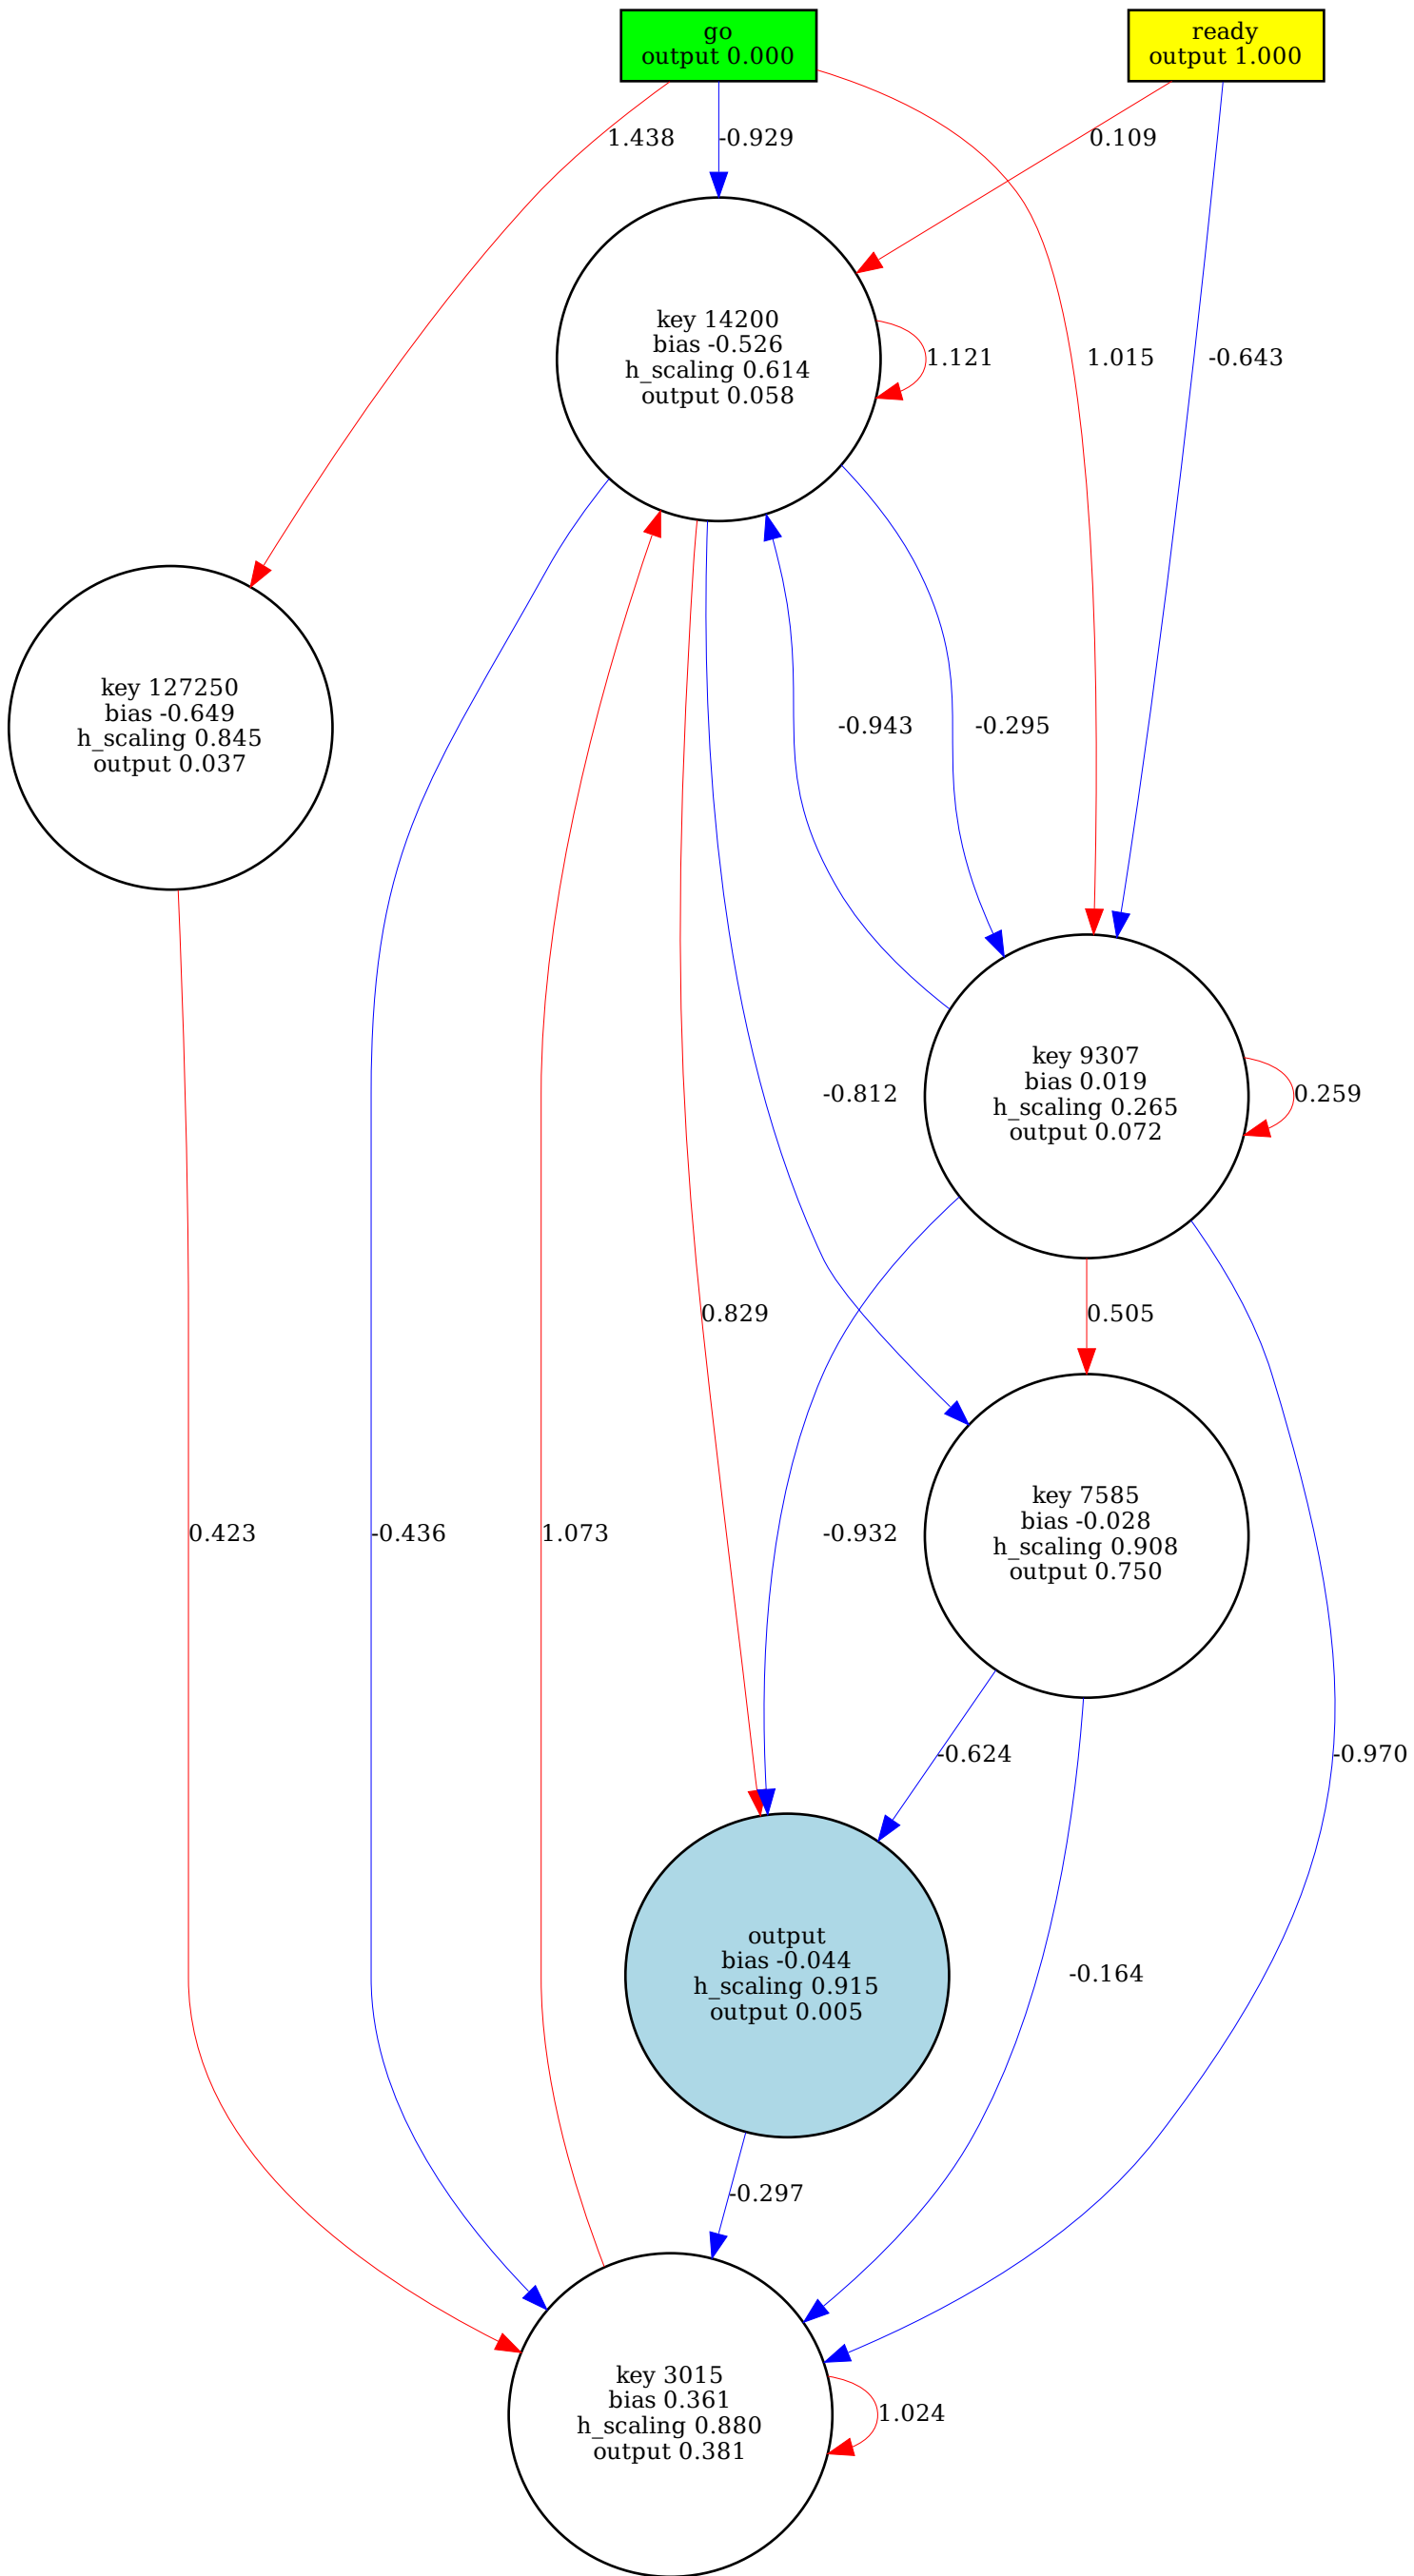 go
output 0.000
ready
output 1.000
1.438
-0.929
0.109
key 14200
bias -0.526
h_scaling 0.614
output 0.058
1.121
1.015
-0.643
key 127250
bias -0.649
h_scaling 0.845
output 0.037
-0.943
-0.295
key 9307
bias 0.019
h_scaling 0.265
output 0.072
-0.812
0.259
0.829
0.505
key 7585
bias -0.028
h_scaling 0.908
output 0.750
0.423
-0.436
1.073
-0.932
-0.624
-0.970
output
bias -0.044
h_scaling 0.915
output 0.005
-0.164
-0.297
key 3015
bias 0.361
h_scaling 0.880
output 0.381
1.024